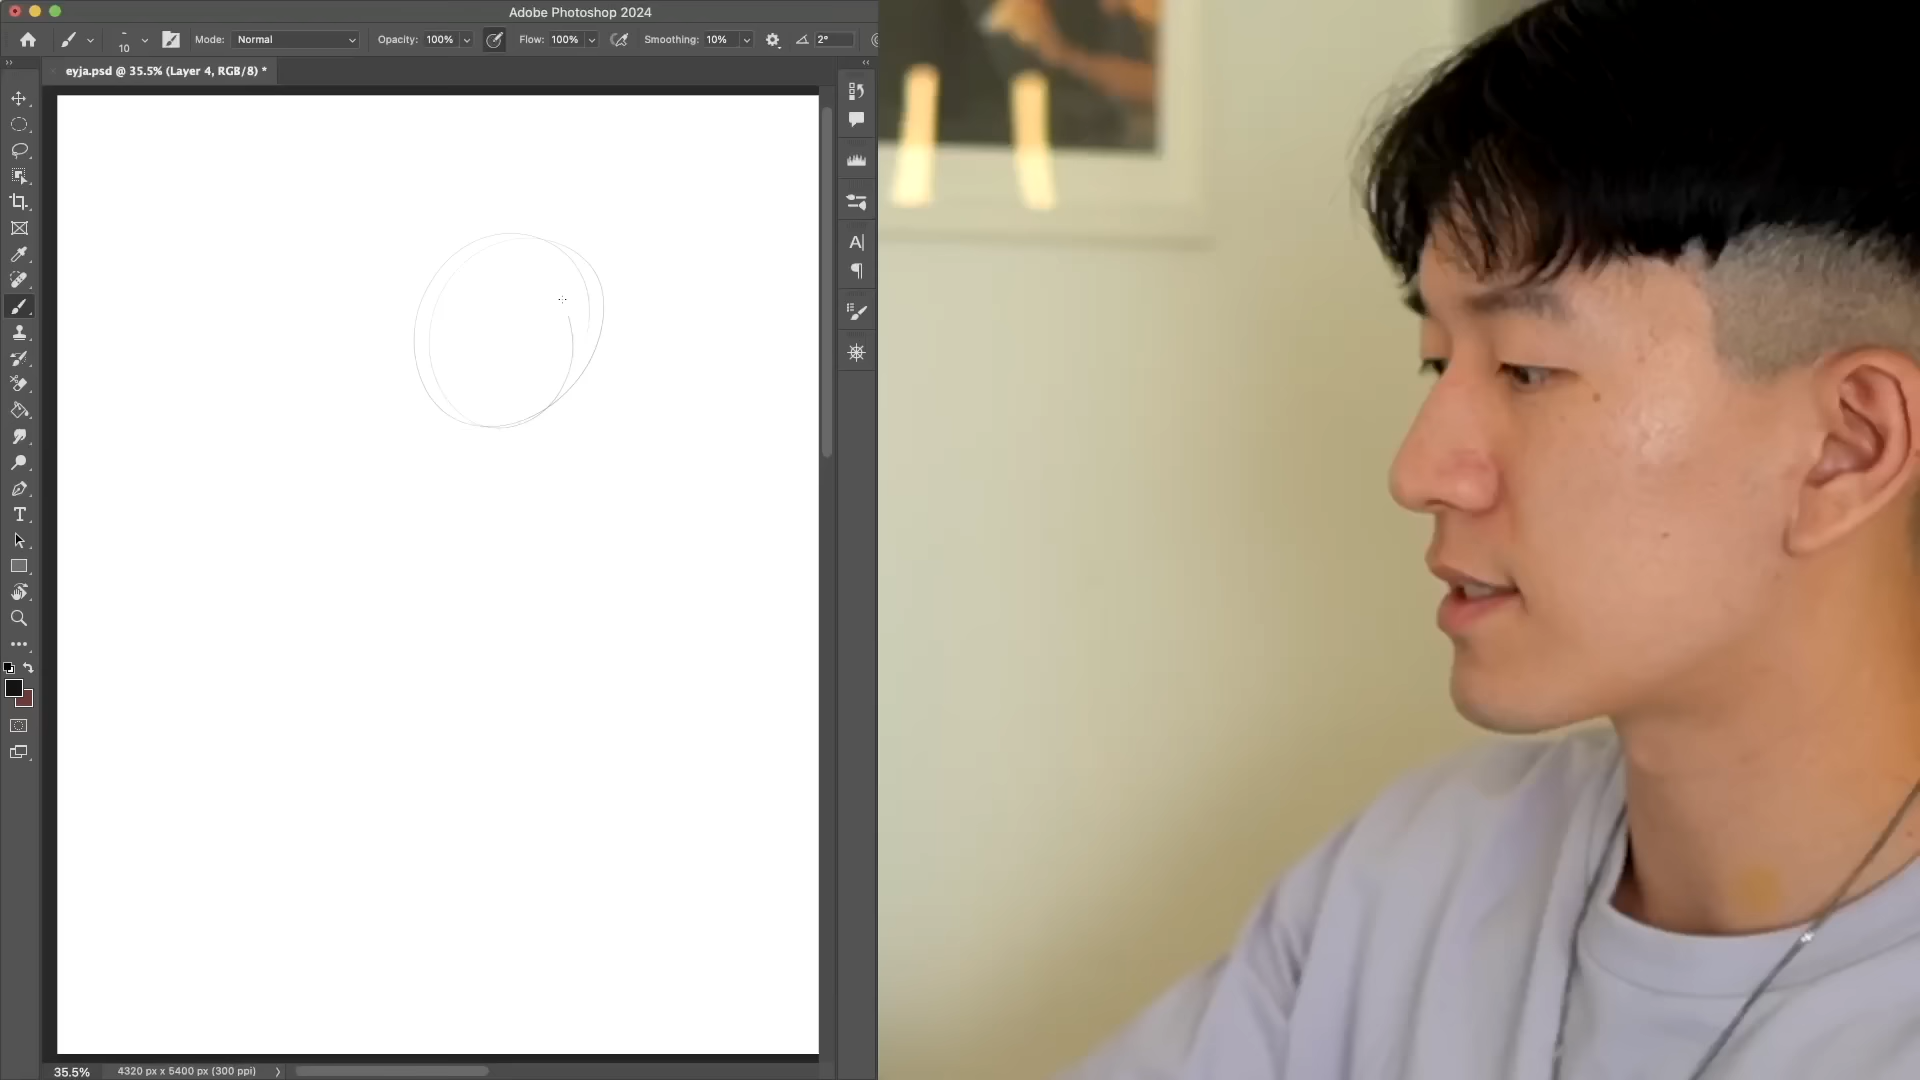 Adobe Photoshop 2024
10
Mode: Normal
Opacity: 100%
Flow: 100%
Smoothing: 10%
2°
eyja.psd @ 35.5% (Layer 4, RGB/8) *
35.5%
4320 px x 5400 px (300 ppi)